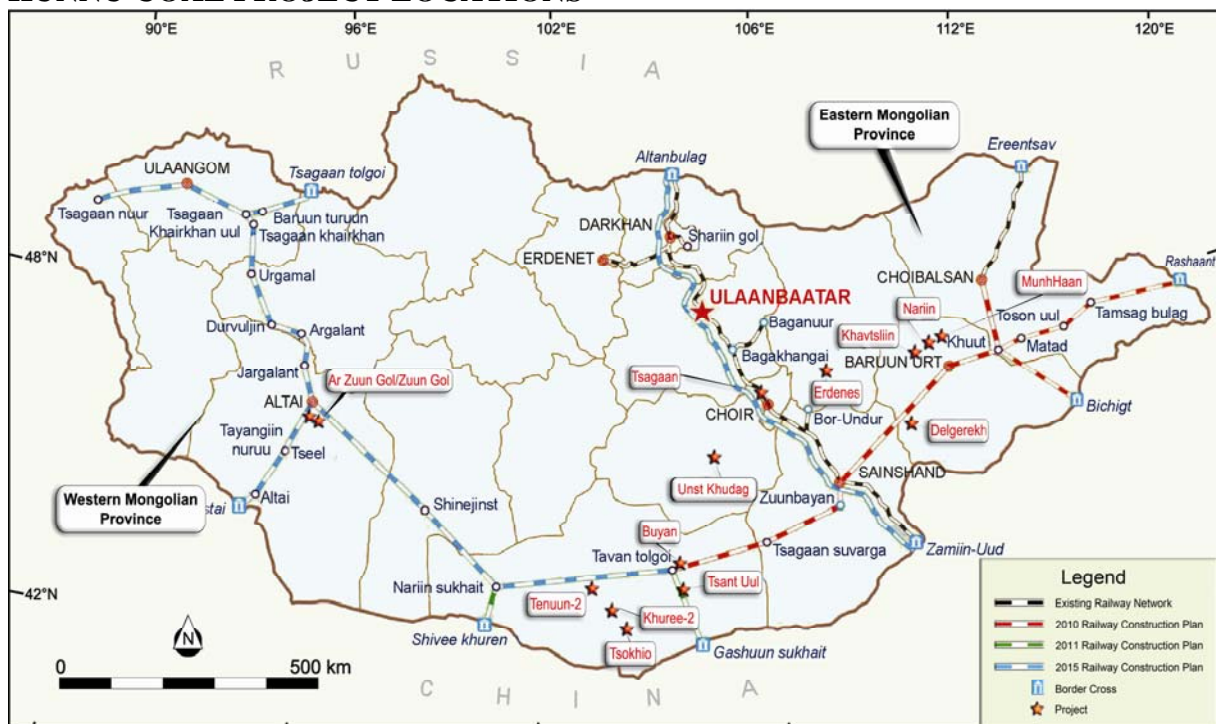 90°E 96°E 102°E 106°E 112°E 120°E
RUSSIA
Eastern Mongolian
Province
Ereentsav
Altanbulag
ULAANGOM
Tsagaan tolgoi
Tsagaan nuur
Tsagaan
Khairkhan uul
Baruun turuun
Tsagaan khairkhan
DARKHAN
Shariin gol
ERDENET
48°N
Urgamal
CHOIBALSAN
Rashaant
MunhHaan
Nariin
ULAANBAATAR
Baganuur
Toson uul
Tamsag bulag
Durvuljin
Argalant
Khavtsliin
Khuut
Matad
Bagakhangai
BARUUN URT
Jargalant
Ar Zuun Gol/Zuun Gol
Tsagaan
Erdenes
Bichigt
ALTAI
CHOIR
Bor-Undur
Delgerekh
Tayangiin
nuruu
Tseel
SAINSHAND
Unst Khudag
Zuunbayan
Western Mongolian
Province
Altai
stai
Shinejinst
Buyan
Tavan tolgoi
Tsagaan suvarga
Zamiin-Uud
Nariin sukhait
Tsant Uul
42°N
Tenuun-2
Khuree-2
Shivee khuren
Tsokhio
Gashuun sukhait
N
0 500 km
CHINA
Legend
Existing Railway Network
2010 Railway Construction Plan
2011 Railway Construction Plan
2015 Railway Construction Plan
Border Cross
Project